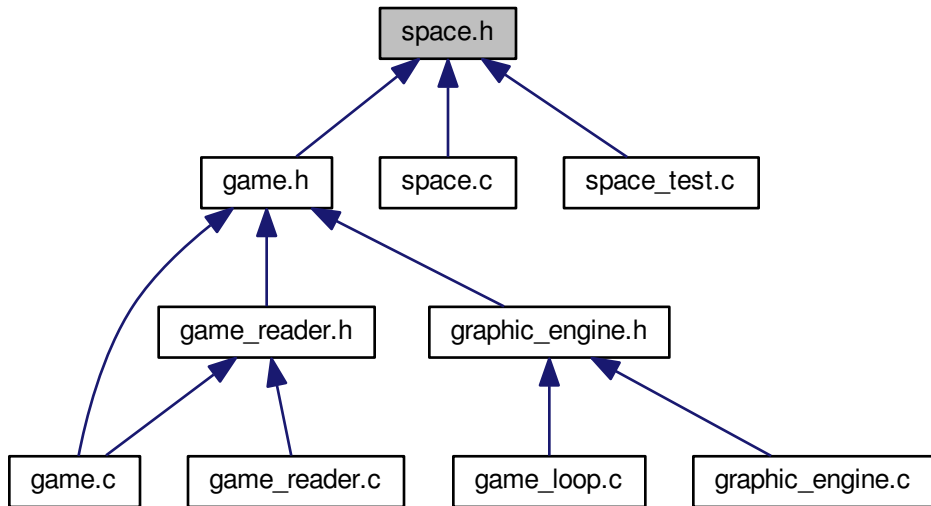 space.h
game.h
space.c
space_test.c
game_reader.h
graphic_engine.h
game.c
game_reader.c
game_loop.c
graphic_engine.c